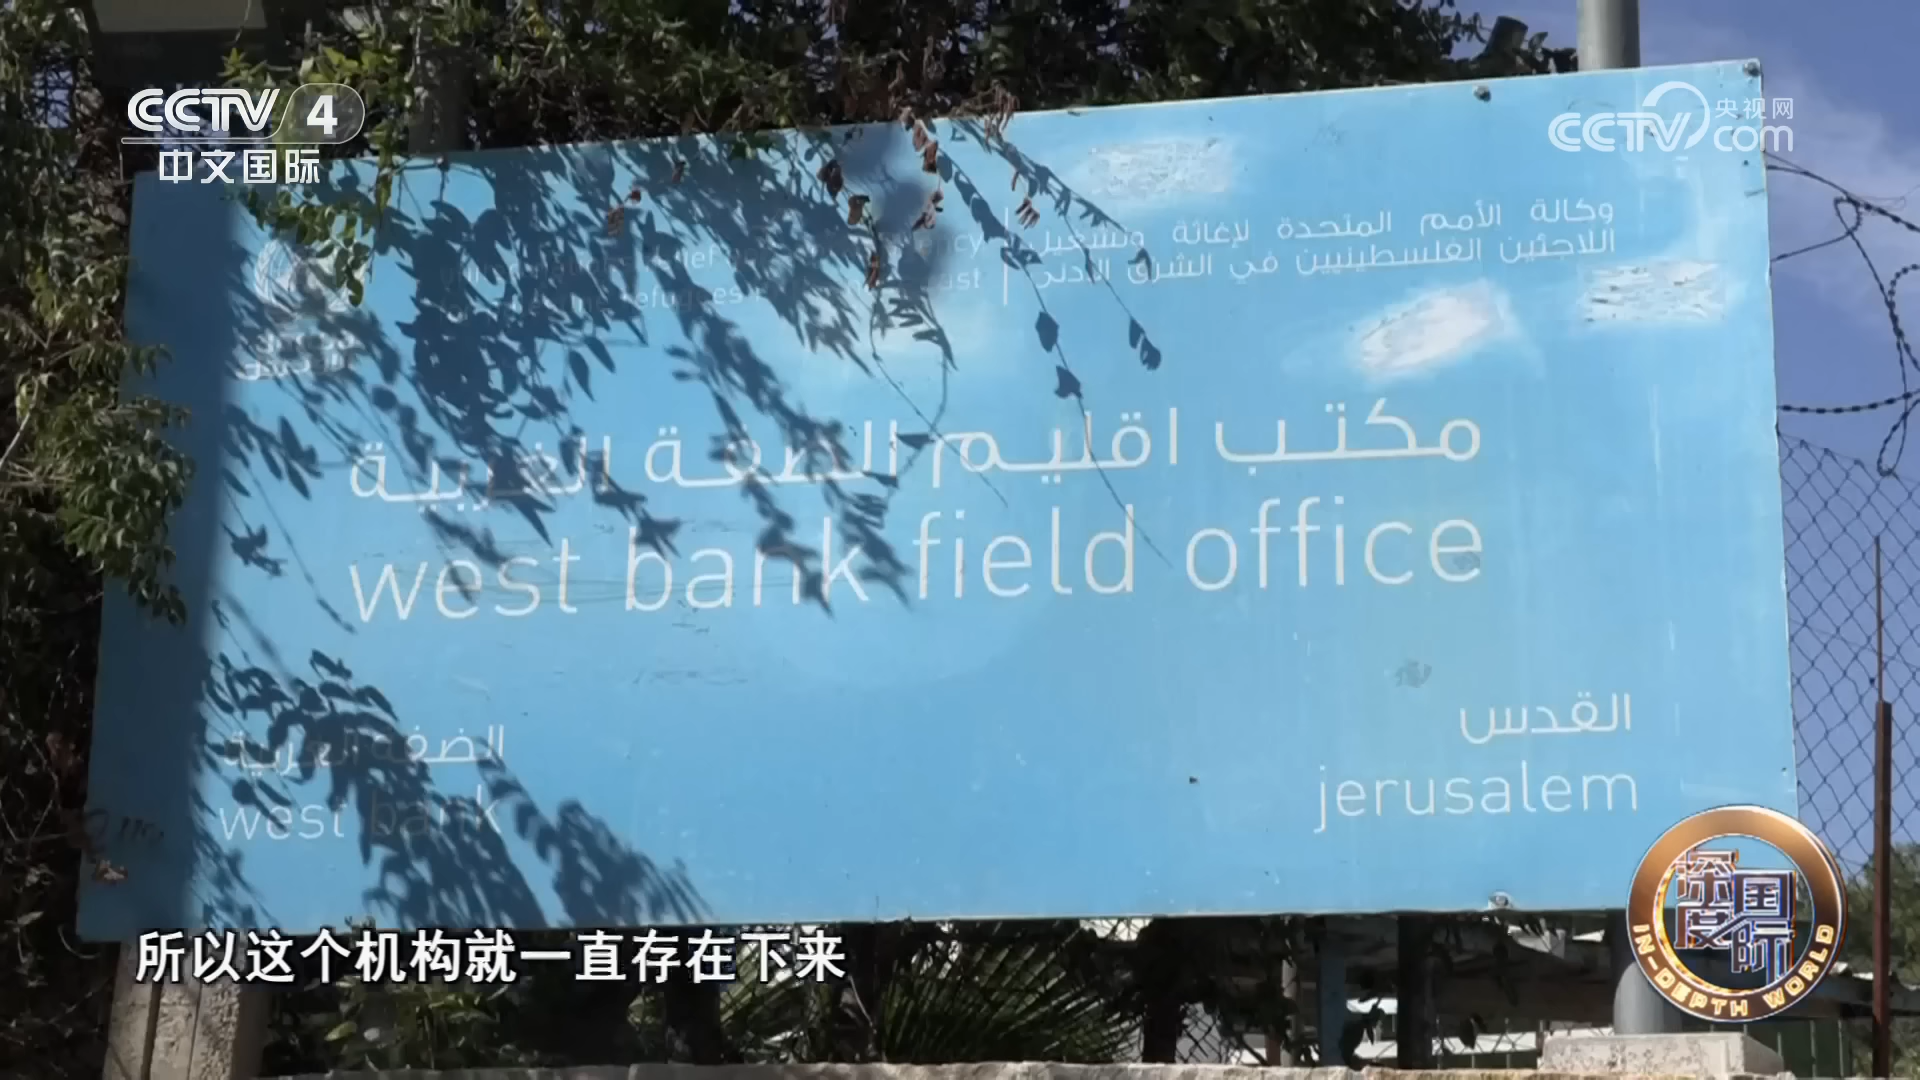 CCTV 4
中文国际
央视网
CCTV.com
وكالة الأمم المتحدة لإغاثة وتشغيل
اللاجئين الفلسطينيين في الشرق الأدنى
مكتب اقليم الضفة الغربية
west bank field office
الضفة الغربية
west bank
القدس
jerusalem
深度国际
IN-DEPTH WORLD
所以这个机构就一直存在下来